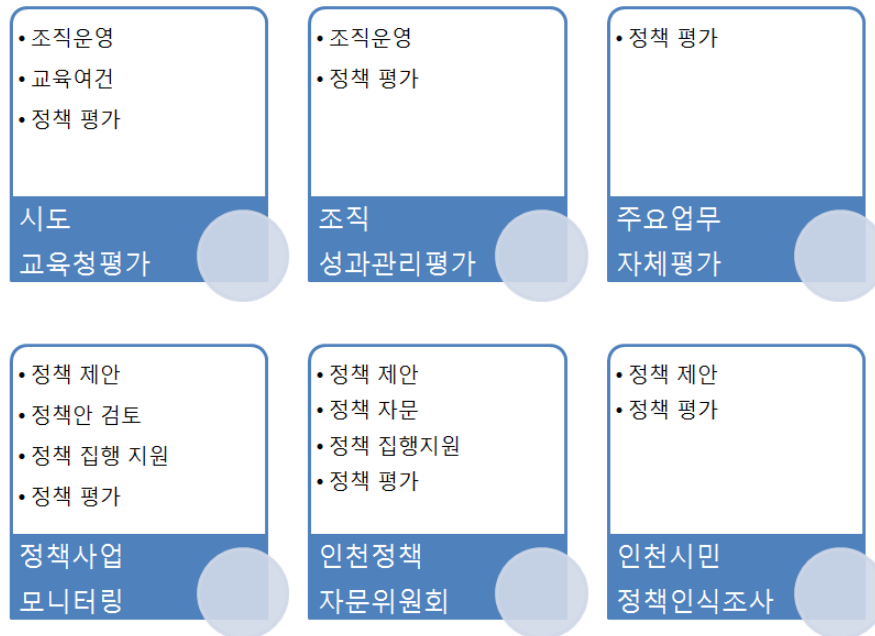 • 조직운영
• 교육여건
• 정책 평가
시도
교육청평가
• 조직운영
• 정책 평가
조직
성과관리평가
• 정책 평가
주요업무
자체평가
• 정책 제안
• 정책안 검토
• 정책 집행 지원
• 정책 평가
정책사업
모니터링
• 정책 제안
• 정책 자문
• 정책 집행지원
• 정책 평가
인천정책
자문위원회
• 정책 제안
• 정책 평가
인천시민
정책인식조사